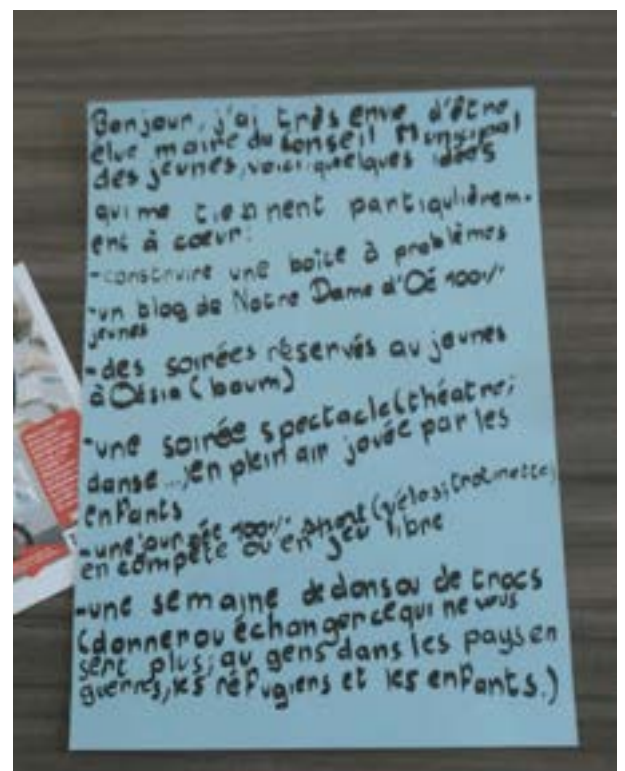 Bonjour, j'ai très envie d'être
élue maire du Conseil Municipal
des jeunes, voici quelques idées
qui me tiennent partiqulièrem-
ent à coeur:
-construire une boîte à problèmes
-un blog de Notre Dame d'Oé 100%
jeunes
-des soirées réservés au jeunes
à Oésia (boum)
-une soirée spectacle (théatre,
danse...) en plein air jouée par les
enfants
-une journée 100% sport (vélos, trotinette)
en compète ou en jeu libre
-une semaine de dons ou de trocs
(donner ou échanger ce qui ne vous
sert plus, au gens dans les pays en
guerres, les réfugiens et les enfants.)